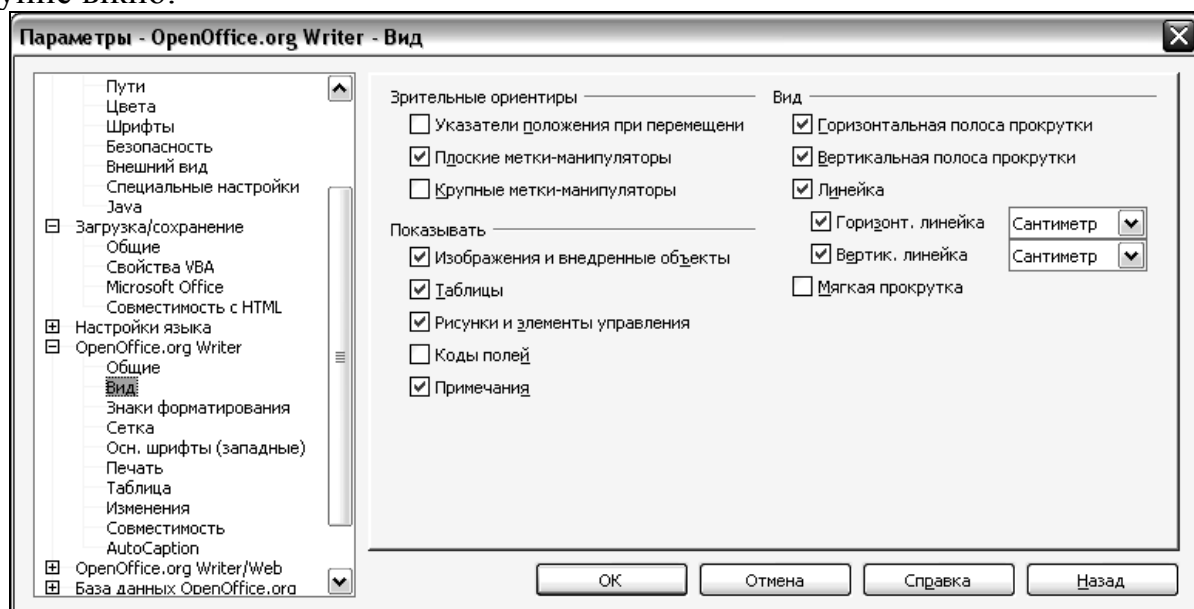 Параметры - OpenOffice.org Writer - Вид
Пути
Цвета
Шрифты
Безопасность
Внешний вид
Специальные настройки
Java
Загрузка/сохранение
Общие
Свойства VBA
Microsoft Office
Совместимость с HTML
Настройки языка
OpenOffice.org Writer
Общие
Вид
Знаки форматирования
Сетка
Осн. шрифты (западные)
Печать
Таблица
Изменения
Совместимость
AutoCaption
OpenOffice.org Writer/Web
База данных OpenOffice.org
Зрительные ориентиры
Указатели положения при перемещени
Плоские метки-манипуляторы
Крупные метки-манипуляторы
Показывать
Изображения и внедренные объекты
Таблицы
Рисунки и элементы управления
Коды полей
Примечания
Вид
Горизонтальная полоса прокрутки
Вертикальная полоса прокрутки
Линейка
Горизонт. линейка Сантиметр
Вертик. линейка Сантиметр
Мягкая прокрутка
ОК Отмена Справка Назад